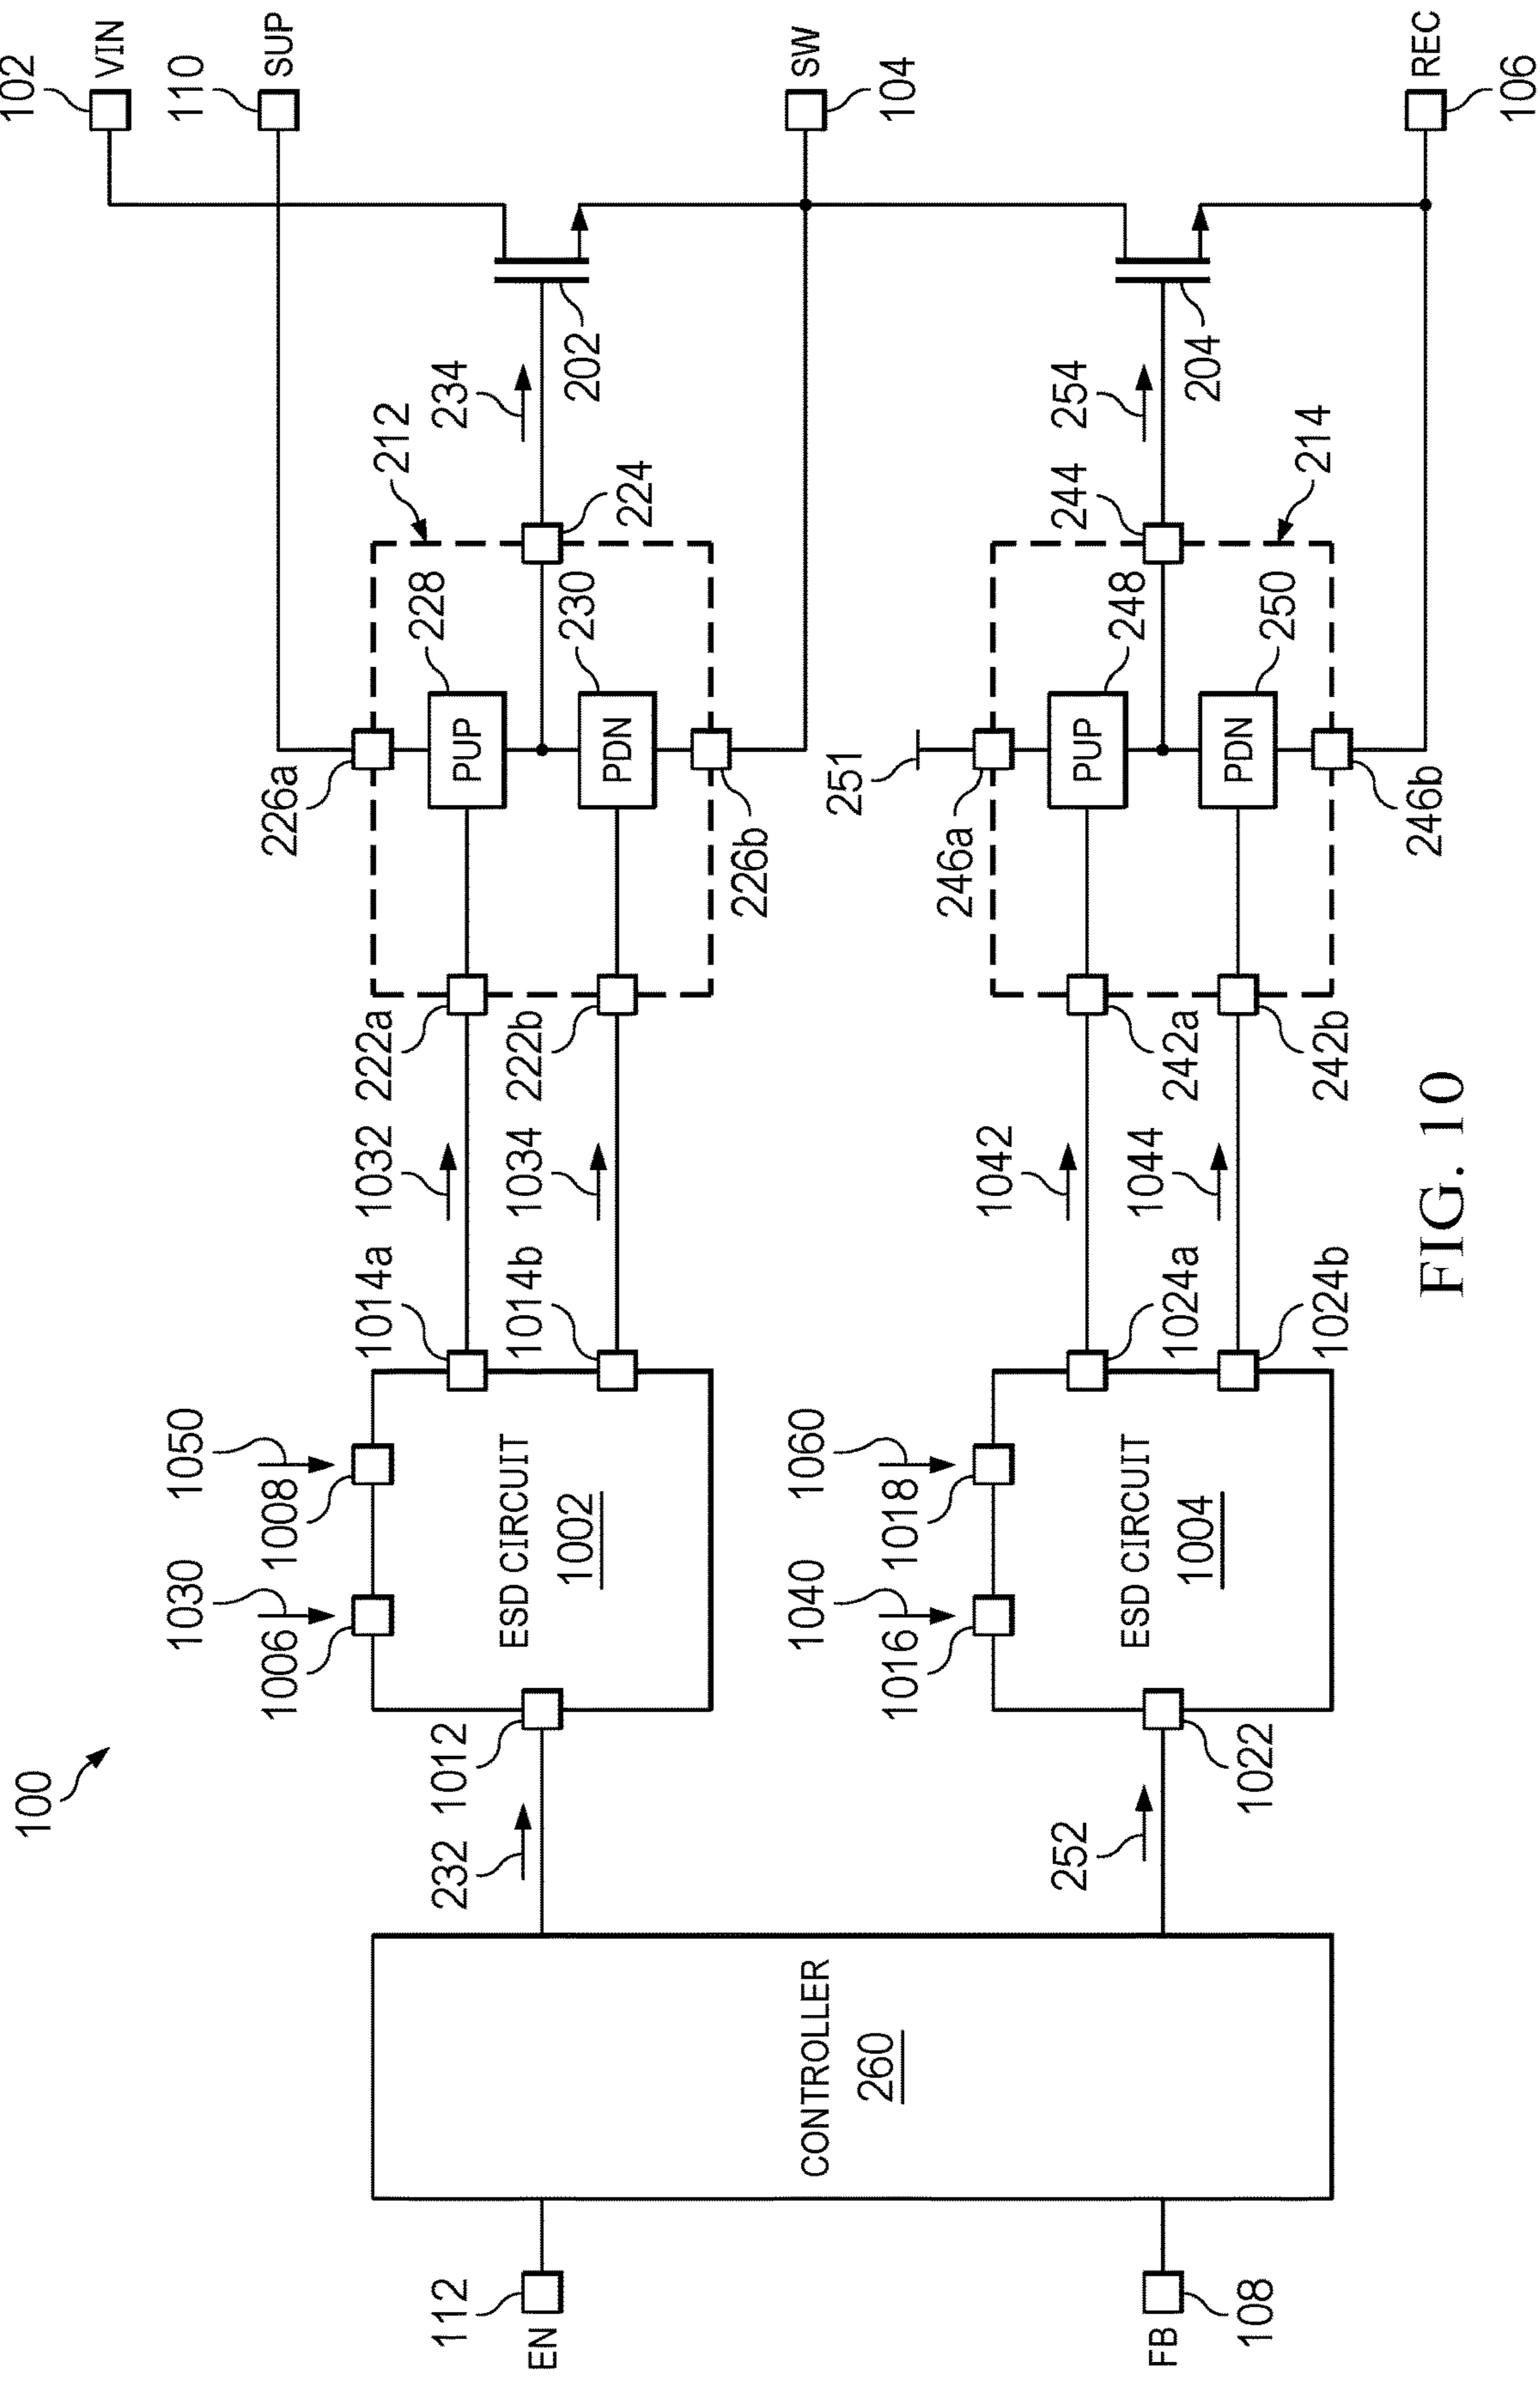 100
102
VIN
110
SUP
SW
104
REC
106
212
234
202
226a
228
224
230
226b
222a
222b
1032
1034
1014a
1014b
1050
1008
1030
1006
ESD CIRCUIT
1002
1012
232
251
246a
248
244
254
204
214
250
246b
PUP
PDN
PUP
PDN
242a
242b
1042
1044
1024a
1024b
1060
1018
1040
1016
ESD CIRCUIT
1004
1022
252
CONTROLLER
260
112
EN
FB
108
FIG. 10